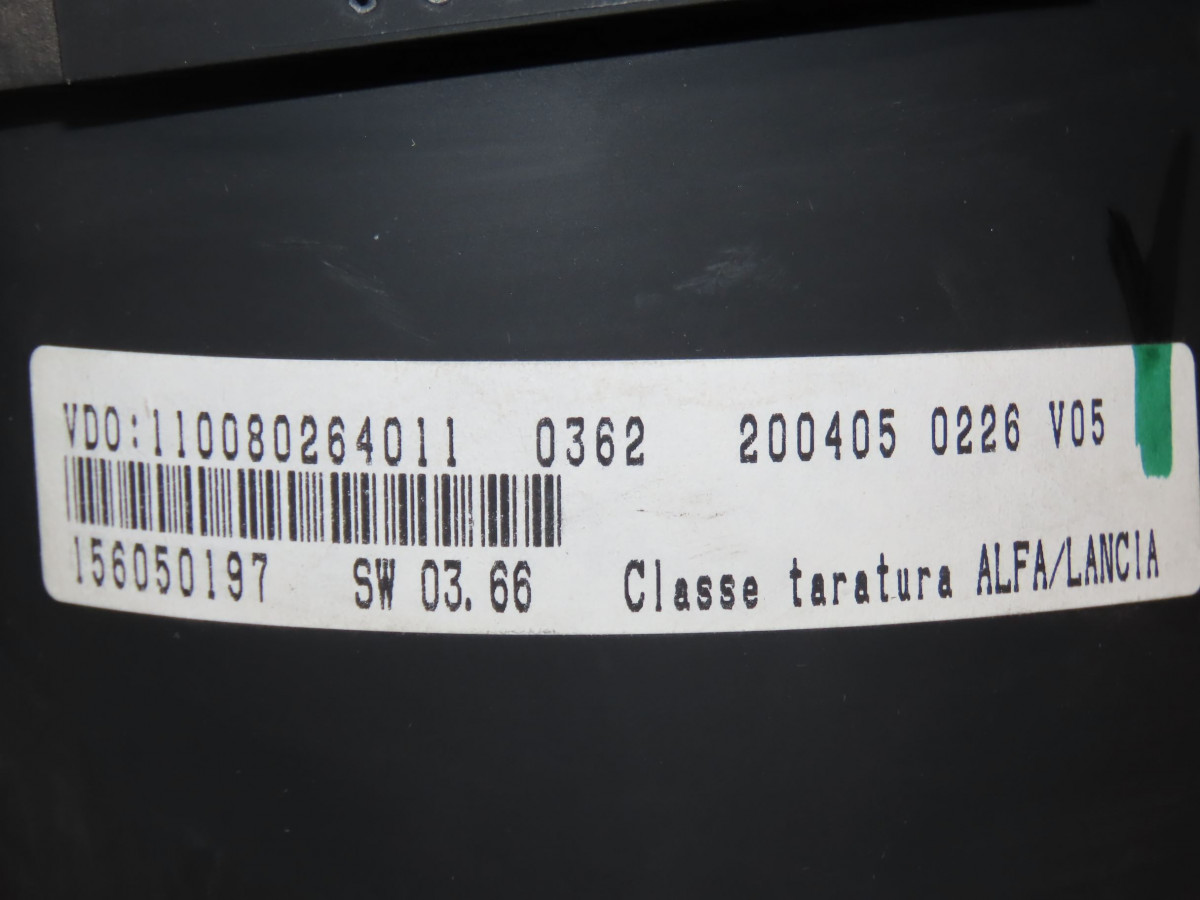 VDO:110080264011 0362 200405 0226 V05
156050197 SW 03.66 Classe taratura ALFA/LANCIA